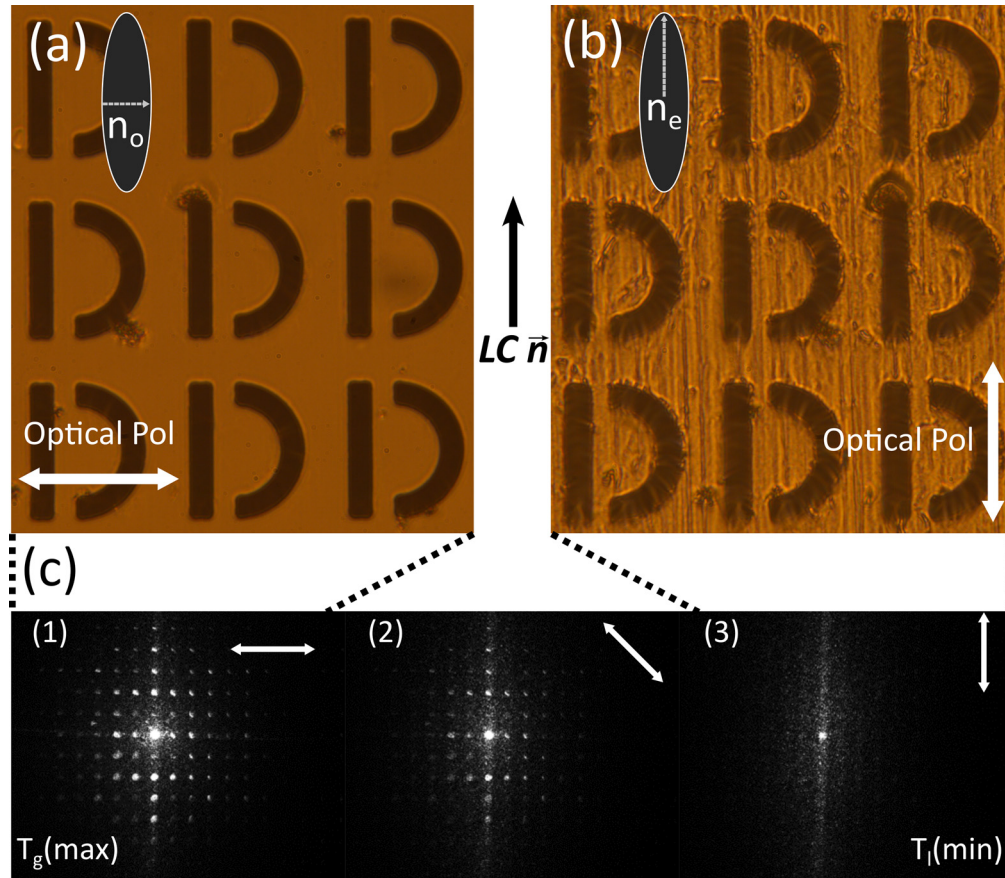 (a)
n_o
Optical Pol
LC n⃗
(b)
n_e
Optical Pol
(c)
(1)
T_g(max)
(2)
(3)
T_l(min)